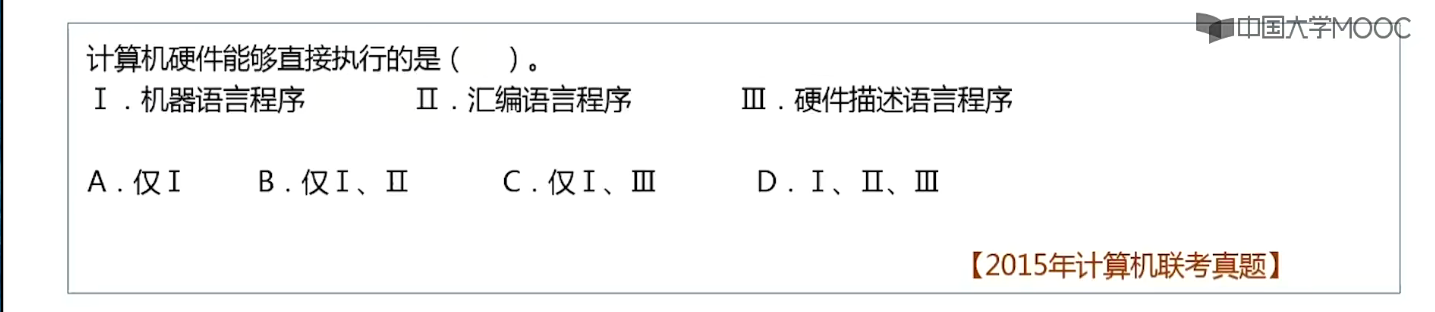 中国大学MOOC
计算机硬件能够直接执行的是（　　）。
Ⅰ．机器语言程序　　Ⅱ．汇编语言程序　　Ⅲ．硬件描述语言程序
A．仅Ⅰ　　B．仅Ⅰ、Ⅱ　　C．仅Ⅰ、Ⅲ　　D．Ⅰ、Ⅱ、Ⅲ
【2015年计算机联考真题】